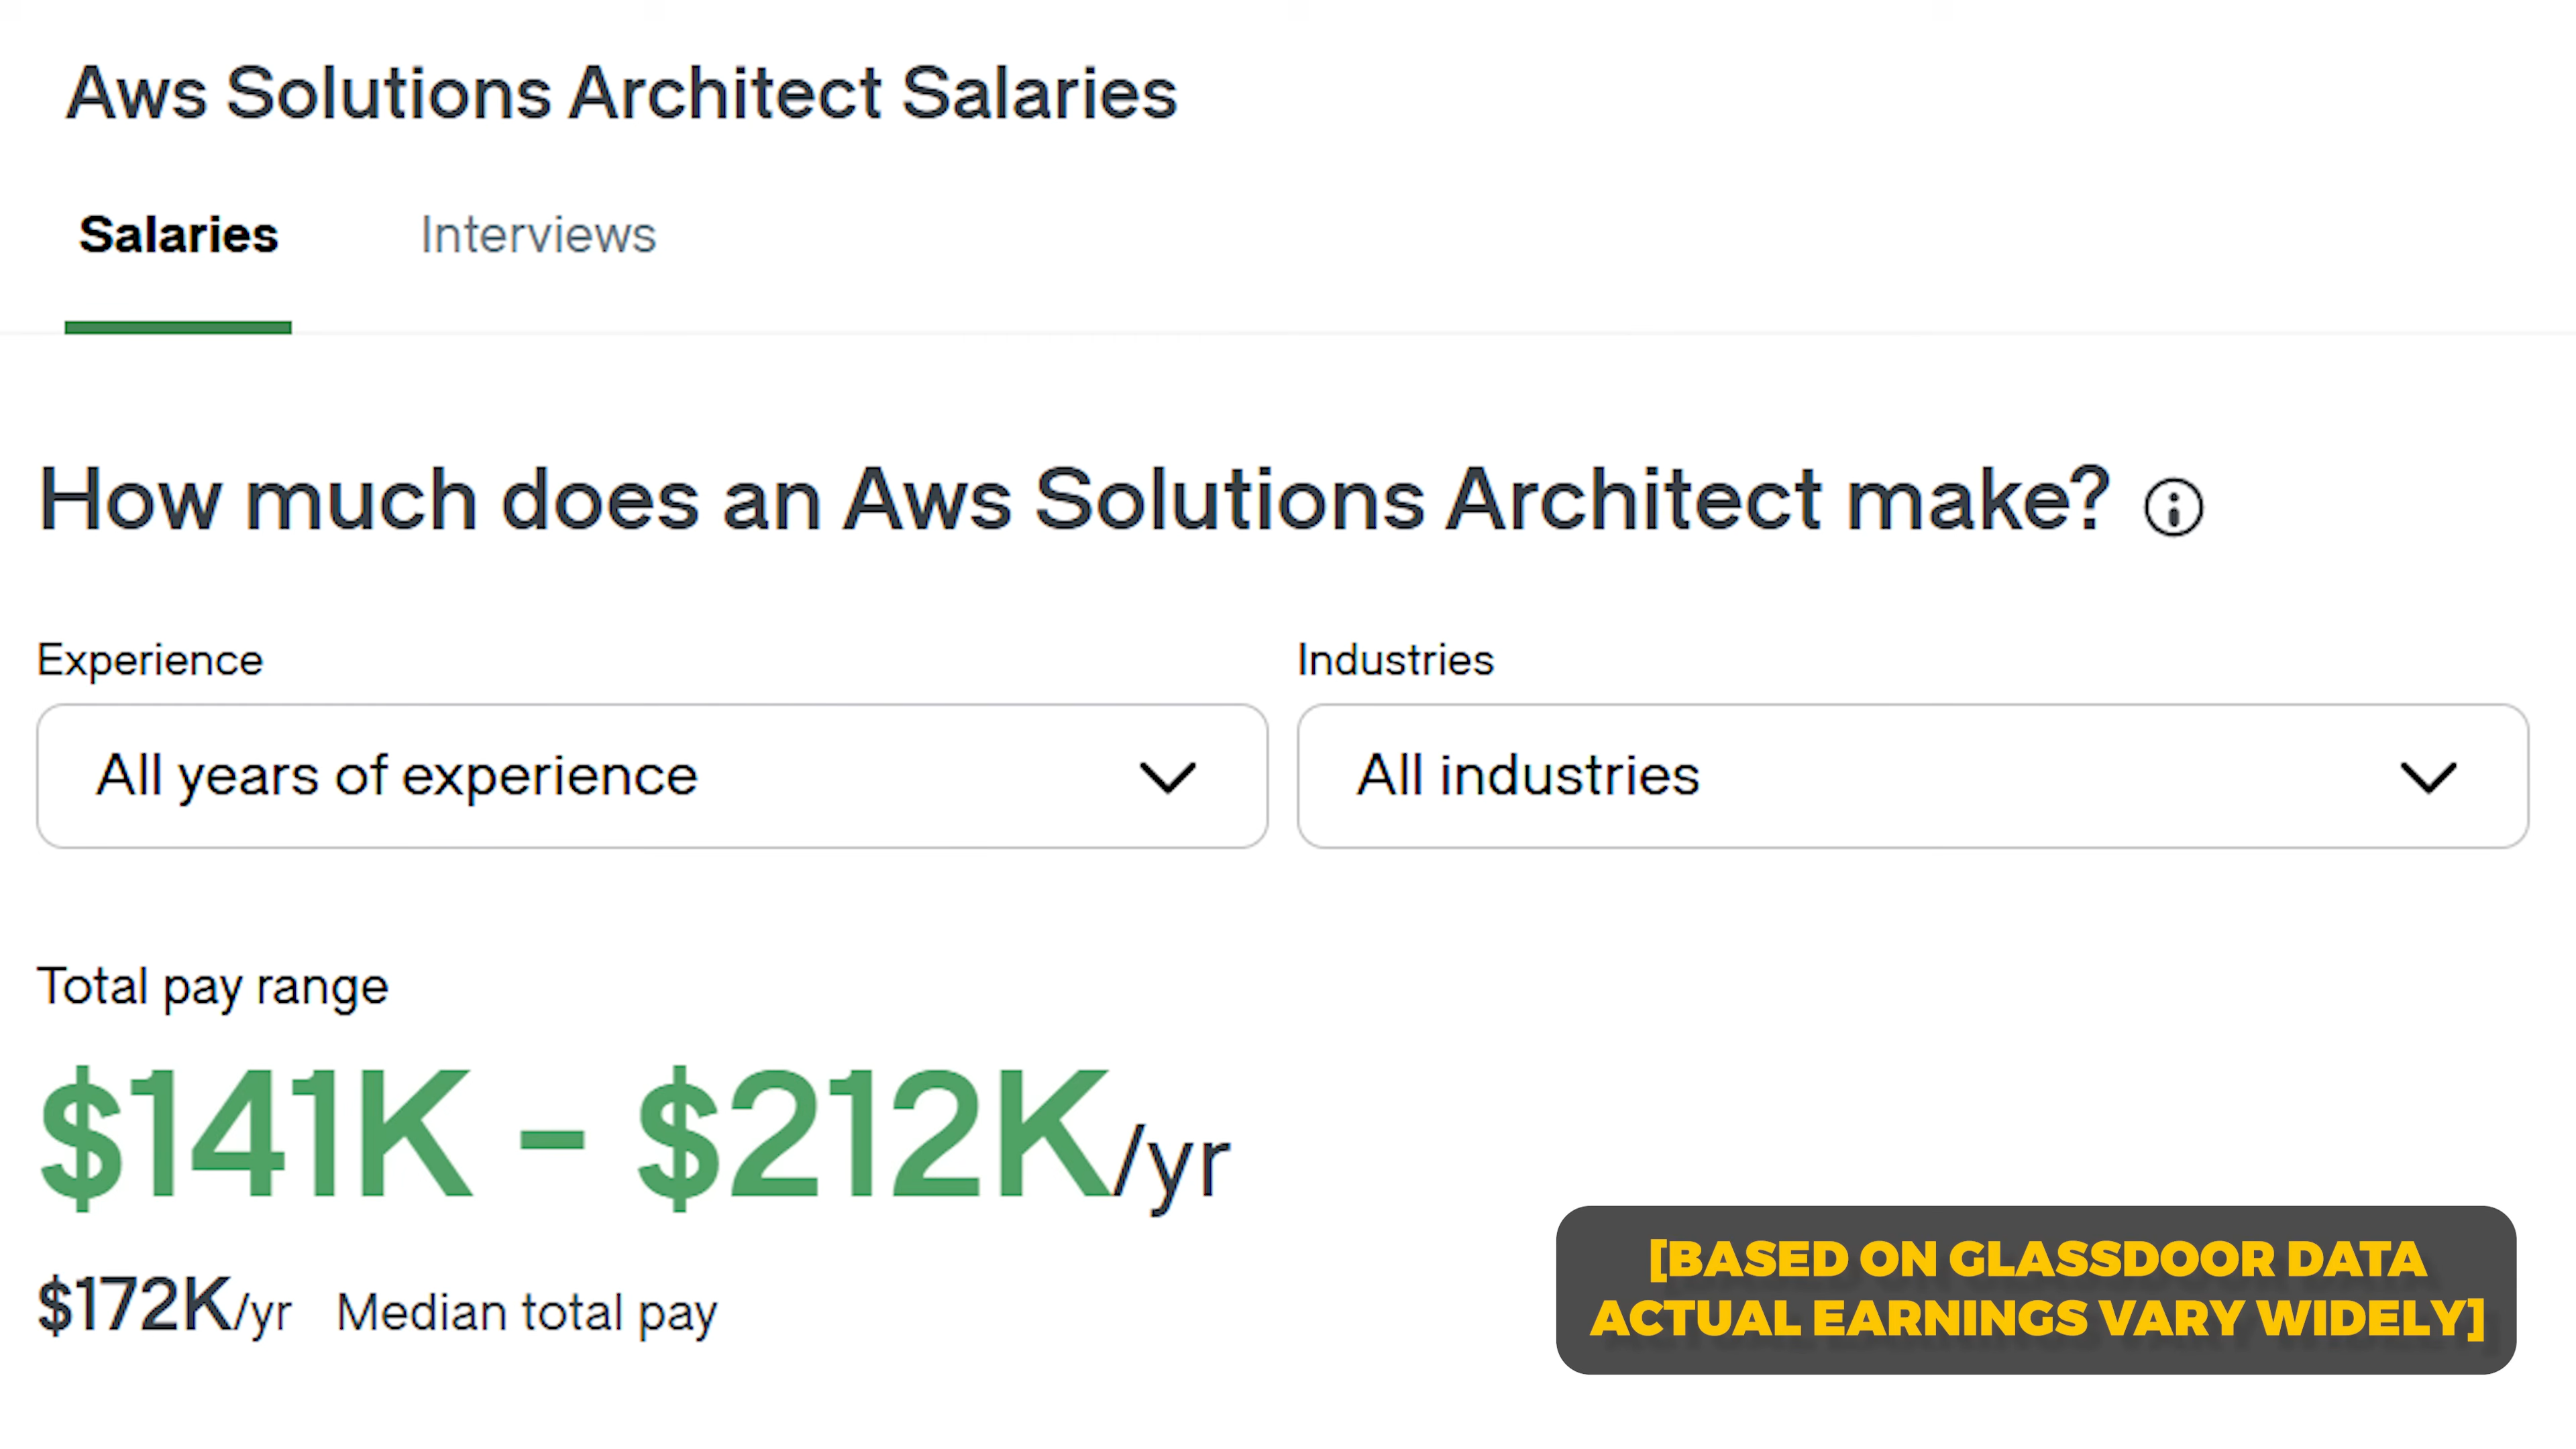 Aws Solutions Architect Salaries
Salaries Interviews
How much does an Aws Solutions Architect make?
Experience Industries
All years of experience All industries
Total pay range
$141K - $212K/yr
$172K/yr Median total pay
[BASED ON GLASSDOOR DATA
ACTUAL EARNINGS VARY WIDELY]